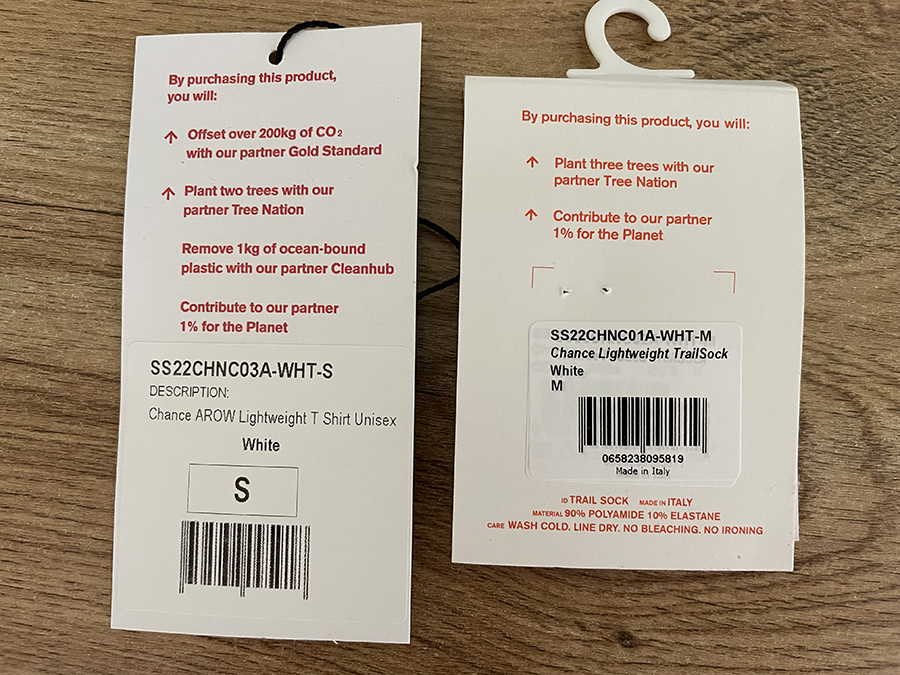 By purchasing this product,
you will:
↑ Offset over 200kg of CO₂
with our partner Gold Standard
↑ Plant two trees with our
partner Tree Nation
Remove 1kg of ocean-bound
plastic with our partner Cleanhub
Contribute to our partner
1% for the Planet
SS22CHNC03A-WHT-S
DESCRIPTION:
Chance AROW Lightweight T Shirt Unisex
White
S
By purchasing this product, you will:
↑ Plant three trees with our
partner Tree Nation
↑ Contribute to our partner
1% for the Planet
SS22CHNC01A-WHT-M
Chance Lightweight TrailSock
White
M
0658238095819
Made in Italy
ID TRAIL SOCK MADE IN ITALY
MATERIAL 90% POLYAMIDE 10% ELASTANE
CARE WASH COLD. LINE DRY. NO BLEACHING. NO IRONING